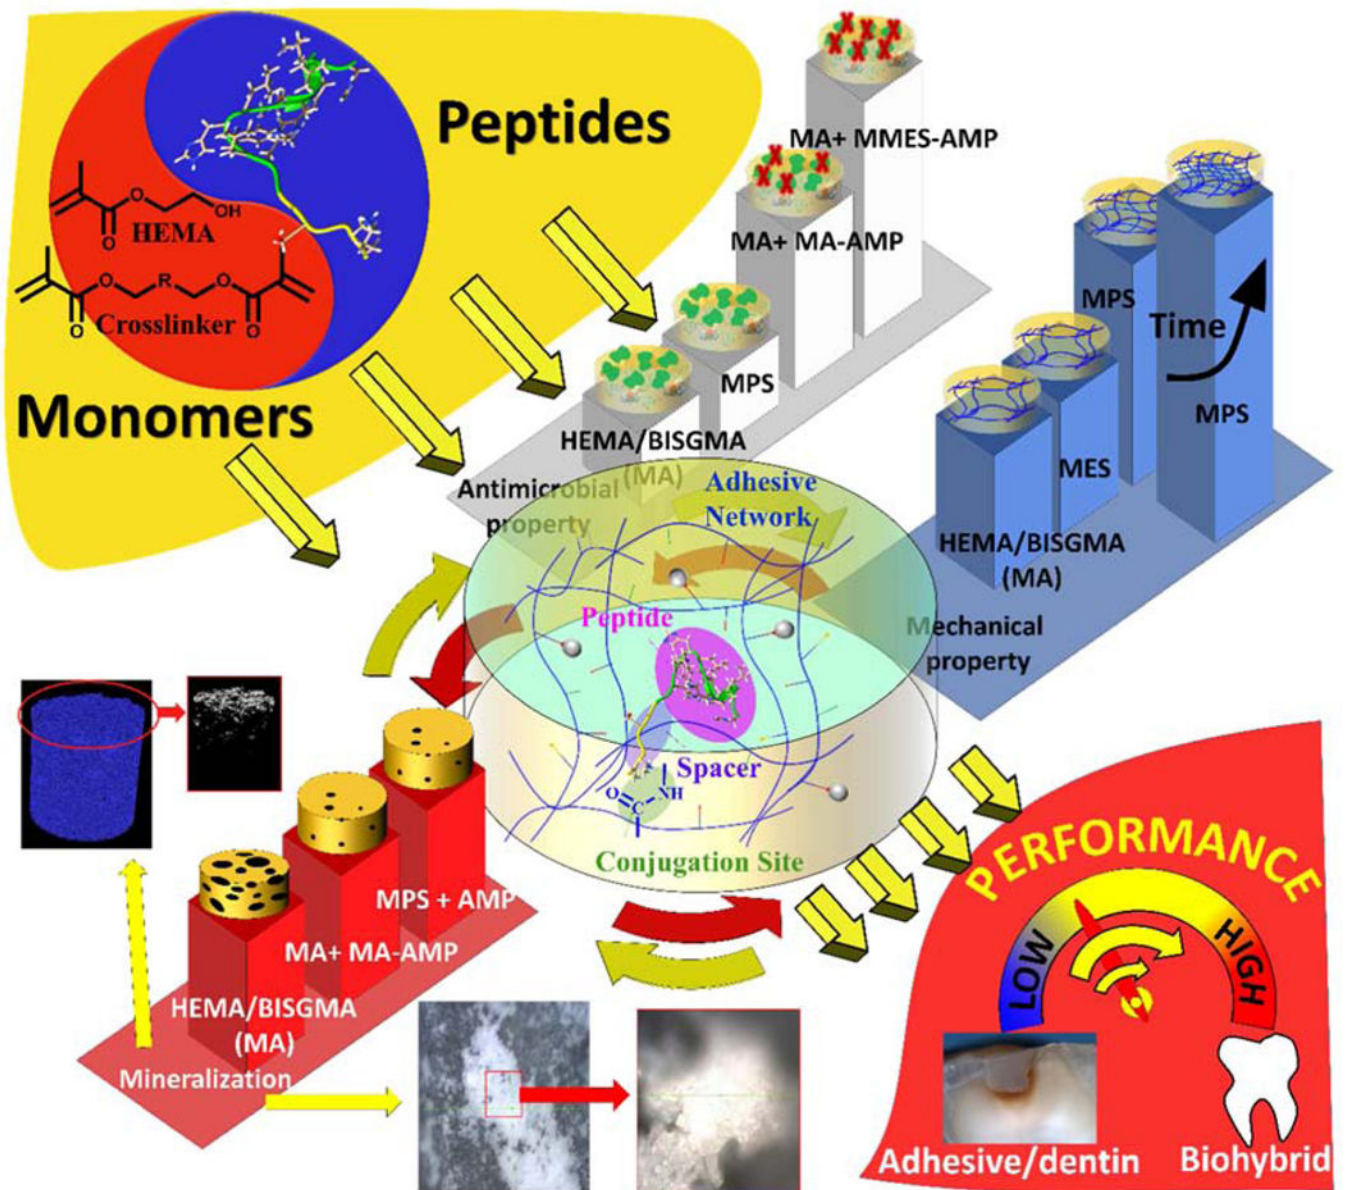 Peptides
HEMA
O
O
OH
O
R
O
O
O
Crosslinker
Monomers
MA+ MMES-AMP
MA+ MA-AMP
MPS
HEMA/BISGMA
(MA)
Antimicrobial
property
MPS
Time
MPS
MES
HEMA/BISGMA
(MA)
Mechanical
property
Adhesive
Network
Peptide
Spacer
O
C
NH
Conjugation Site
MPS + AMP
MA+ MA-AMP
HEMA/BISGMA
(MA)
Mineralization
PERFORMANCE
LOW
HIGH
Adhesive/dentin
Biohybrid